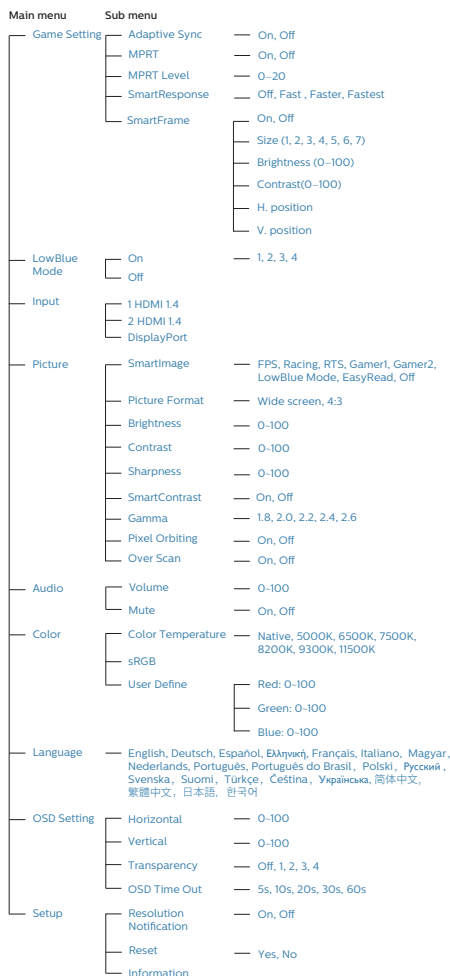 Main menu Sub menu
Game Setting Adaptive Sync On, Off
MPRT On, Off
MPRT Level 0–20
SmartResponse Off, Fast , Faster, Fastest
SmartFrame On, Off
Size (1, 2, 3, 4, 5, 6, 7)
Brightness (0–100)
Contrast(0–100)
H. position
V. position
LowBlue On 1, 2, 3, 4
Mode Off
Input 1 HDMI 1.4
2 HDMI 1.4
DisplayPort
Picture SmartImage FPS, Racing, RTS, Gamer1, Gamer2,
LowBlue Mode, EasyRead, Off
Picture Format Wide screen, 4:3
Brightness 0~100
Contrast 0~100
Sharpness 0~100
SmartContrast On, Off
Gamma 1.8, 2.0, 2.2, 2.4, 2.6
Pixel Orbiting On, Off
Over Scan On, Off
Audio Volume 0~100
Mute On, Off
Color Color Temperature Native, 5000K, 6500K, 7500K,
8200K, 9300K, 11500K
sRGB
User Define Red: 0~100
Green: 0~100
Blue: 0~100
Language English, Deutsch, Español, Ελληνική, Français, Italiano, Magyar,
Nederlands, Português, Português do Brasil, Polski, Русский ,
Svenska, Suomi, Türkçe, Čeština, Українська, 简体中文,
繁體中文, 日本語, 한국어
OSD Setting Horizontal 0~100
Vertical 0~100
Transparency Off, 1, 2, 3, 4
OSD Time Out 5s, 10s, 20s, 30s, 60s
Setup Resolution On, Off
Notification
Reset Yes, No
Information